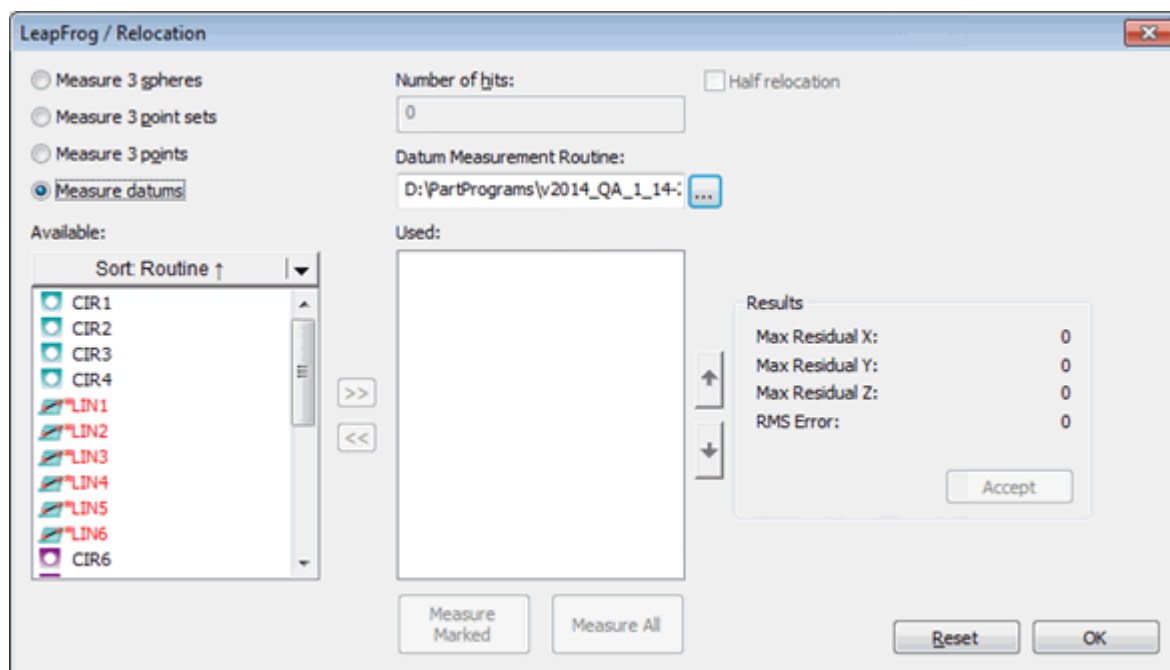 LeapFrog / Relocation
Measure 3 spheres
Measure 3 point sets
Measure 3 points
Measure datums
Number of hits:
0
Half relocation
Datum Measurement Routine:
D:\PartPrograms\v2014_QA_1_14-
...
Available:
Used:
Sort: Routine ↑
CIR1
CIR2
CIR3
CIR4
*LIN1
*LIN2
*LIN3
*LIN4
*LIN5
*LIN6
CIR6
>>
<<
Results
Max Residual X: 0
Max Residual Y: 0
Max Residual Z: 0
RMS Error: 0
Accept
Measure
Marked
Measure All
Reset
OK